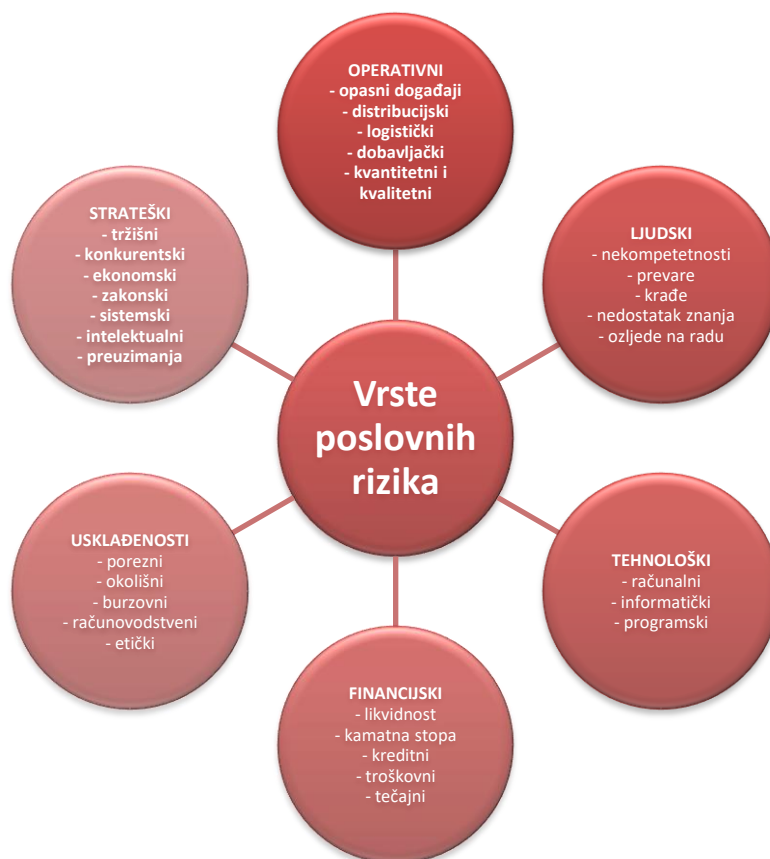 OPERATIVNI
- opasni događaji
- distribucijski
- logistički
- dobavljački
- kvantitetni i
kvalitetni
STRATEŠKI
- tržišni
- konkurentski
- ekonomski
- zakonski
- sistemski
- intelektualni
- preuzimanja
LJUDSKI
- nekompetetnosti
- prevare
- krađe
- nedostatak znanja
- ozljede na radu
Vrste
poslovnih
rizika
USKLAĐENOSTI
- porezni
- okolišni
- burzovni
- računovodstveni
- etički
TEHNOLOŠKI
- računalni
- informatički
- programski
FINANCIJSKI
- likvidnost
- kamatna stopa
- kreditni
- troškovni
- tečajni